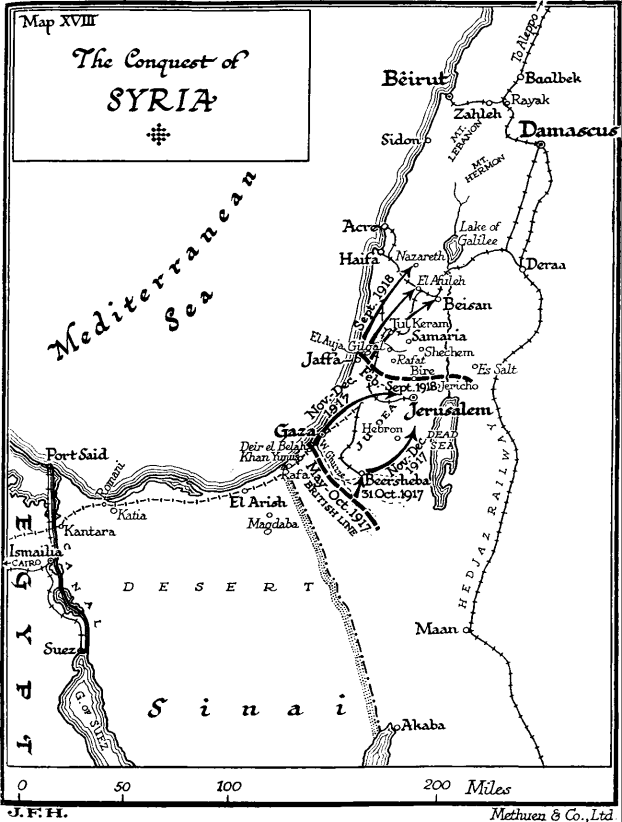 Map XVIII
The Conquest of
SYRIA
To Aleppo
Bêirut
Baalbek
Zahleh
Rayak
MT. LEBANON
Damascus
Sidon
MT. HERMON
Mediterranean
Sea
Acre
Lake of
Galilee
Haifa
Nazareth
Deraa
El Afuleh
Sept. 1918
Beisan
Tul Keram
Samaria
El Auja
Gilgal
Shechem
Jaffa
Rafat
Es Salt
Bire
Feb.-Sept. 1918
Jericho
Nov.-Dec.
1917
Jerusalem
JUDEA
Gaza
Hebron
DEAD
SEA
Deir el Belah
Khan Yunus
W. Guzze
Nov.-Dec.
1917
Rafa
Beersheba
31 Oct. 1917
May-Oct. 1917
BRITISH LINE
Port Said
Romani
El Arish
Katia
Magdaba
Kantara
Ismailia
CAIRO
CANAL
EGYPT
DESERT
HEDJAZ RAILWAY
Maan
Suez
G. OF SUEZ
Sinai
Akaba
0 50 100 200 Miles
J.F.H.
Methuen & Co., Ltd.